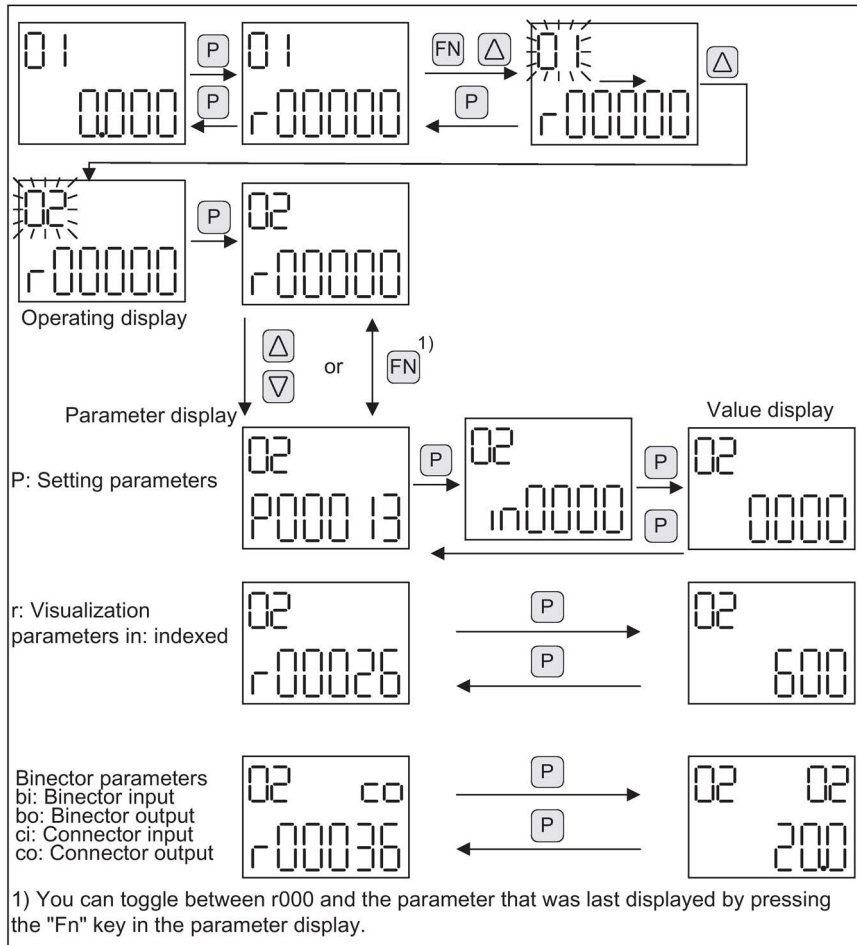 01 P 01 FN △ 01 △
0.000 P r00000 P r00000
02 P 02
r00000 r00000
Operating display
△ or FN 1)
▽
Parameter display Value display
02 P 02 P 02
P: Setting parameters
P00013 in0000 P 0000
r: Visualization 02 P 02
parameters in: indexed
r00026 P 600
Binector parameters 02 co P 02 02
bi: Binector input
bo: Binector output
ci: Connector input r00036 P 20.0
co: Connector output
1) You can toggle between r000 and the parameter that was last displayed by pressing
the "Fn" key in the parameter display.